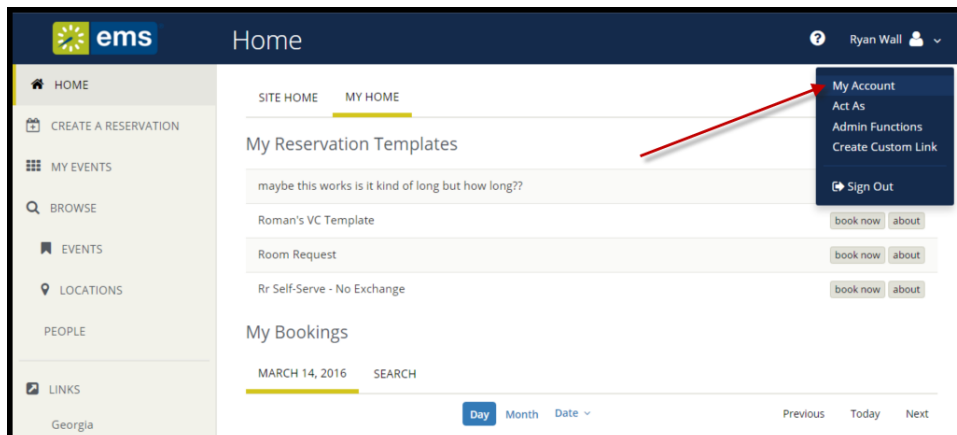 ems
Home
? Ryan Wall
HOME
CREATE A RESERVATION
MY EVENTS
BROWSE
EVENTS
LOCATIONS
PEOPLE
LINKS
Georgia
SITE HOME MY HOME
My Account
Act As
Admin Functions
Create Custom Link
Sign Out
My Reservation Templates
maybe this works is it kind of long but how long??
Roman's VC Template book now about
Room Request book now about
Rr Self-Serve - No Exchange book now about
My Bookings
MARCH 14, 2016 SEARCH
Day Month Date Previous Today Next